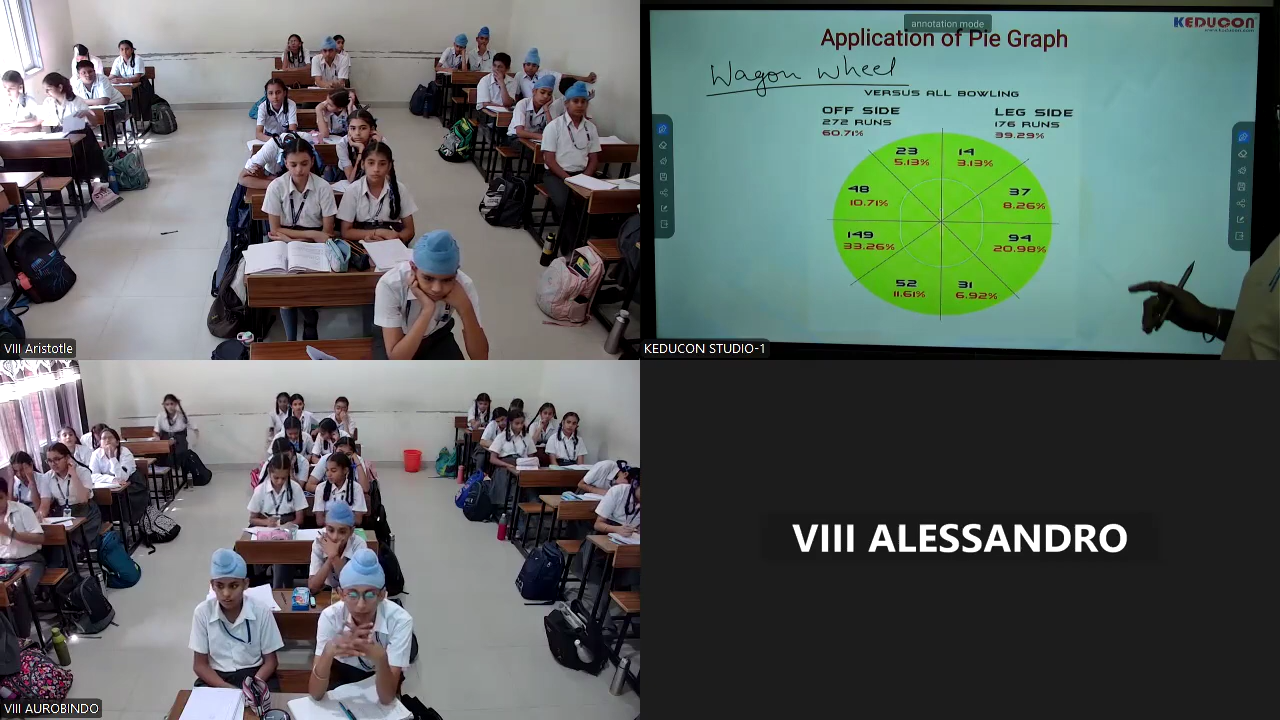 annotation mode
KEDUCON
Application of Pie Graph
Wagon wheel
VERSUS ALL BOWLING
OFF SIDE
272 RUNS
60.71%
LEG SIDE
176 RUNS
39.29%
23
5.13%
14
3.13%
48
10.71%
37
8.26%
149
33.26%
94
20.98%
52
11.61%
31
6.92%
VIII Aristotle
KEDUCON STUDIO-1
VIII AUROBINDO
VIII ALESSANDRO